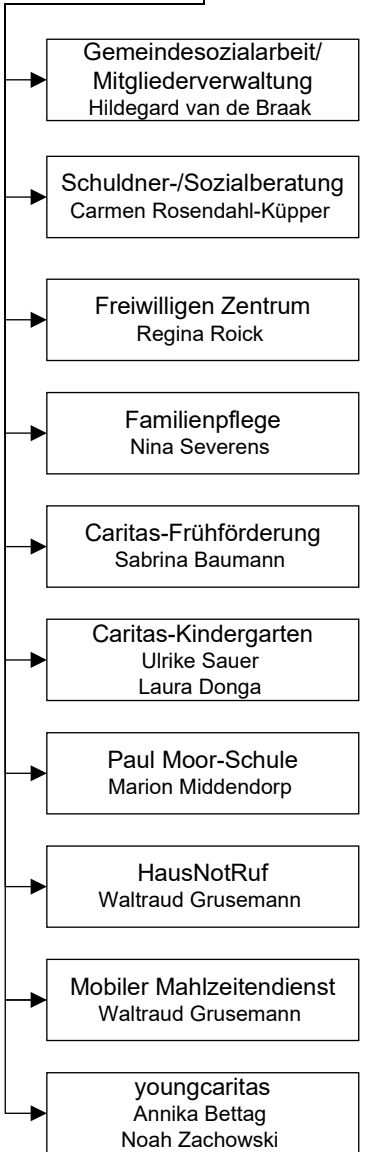 Gemeindesozialarbeit/
Mitgliederverwaltung
Hildegard van de Braak
Schuldner-/Sozialberatung
Carmen Rosendahl-Küpper
Freiwilligen Zentrum
Regina Roick
Familienpflege
Nina Severens
Caritas-Frühförderung
Sabrina Baumann
Caritas-Kindergarten
Ulrike Sauer
Laura Donga
Paul Moor-Schule
Marion Middendorp
HausNotRuf
Waltraud Grusemann
Mobiler Mahlzeitendienst
Waltraud Grusemann
youngcaritas
Annika Bettag
Noah Zachowski